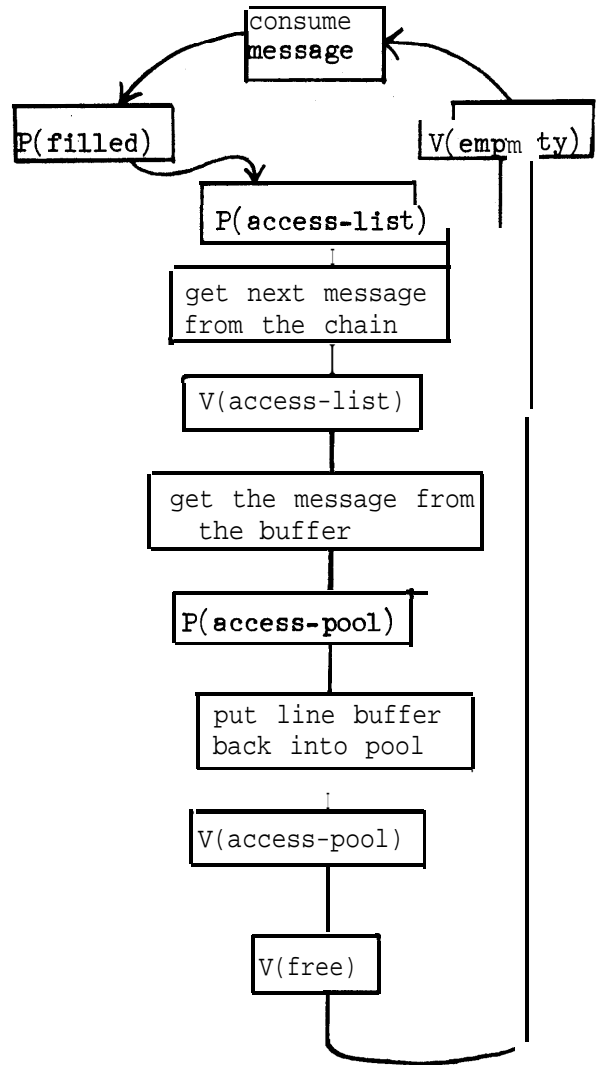 consume
message
P(filled)
V(empm ty)
P(access-list)
get next message
from the chain
V(access-list)
get the message from
the buffer
P(access-pool)
put line buffer
back into pool
V(access-pool)
V(free)